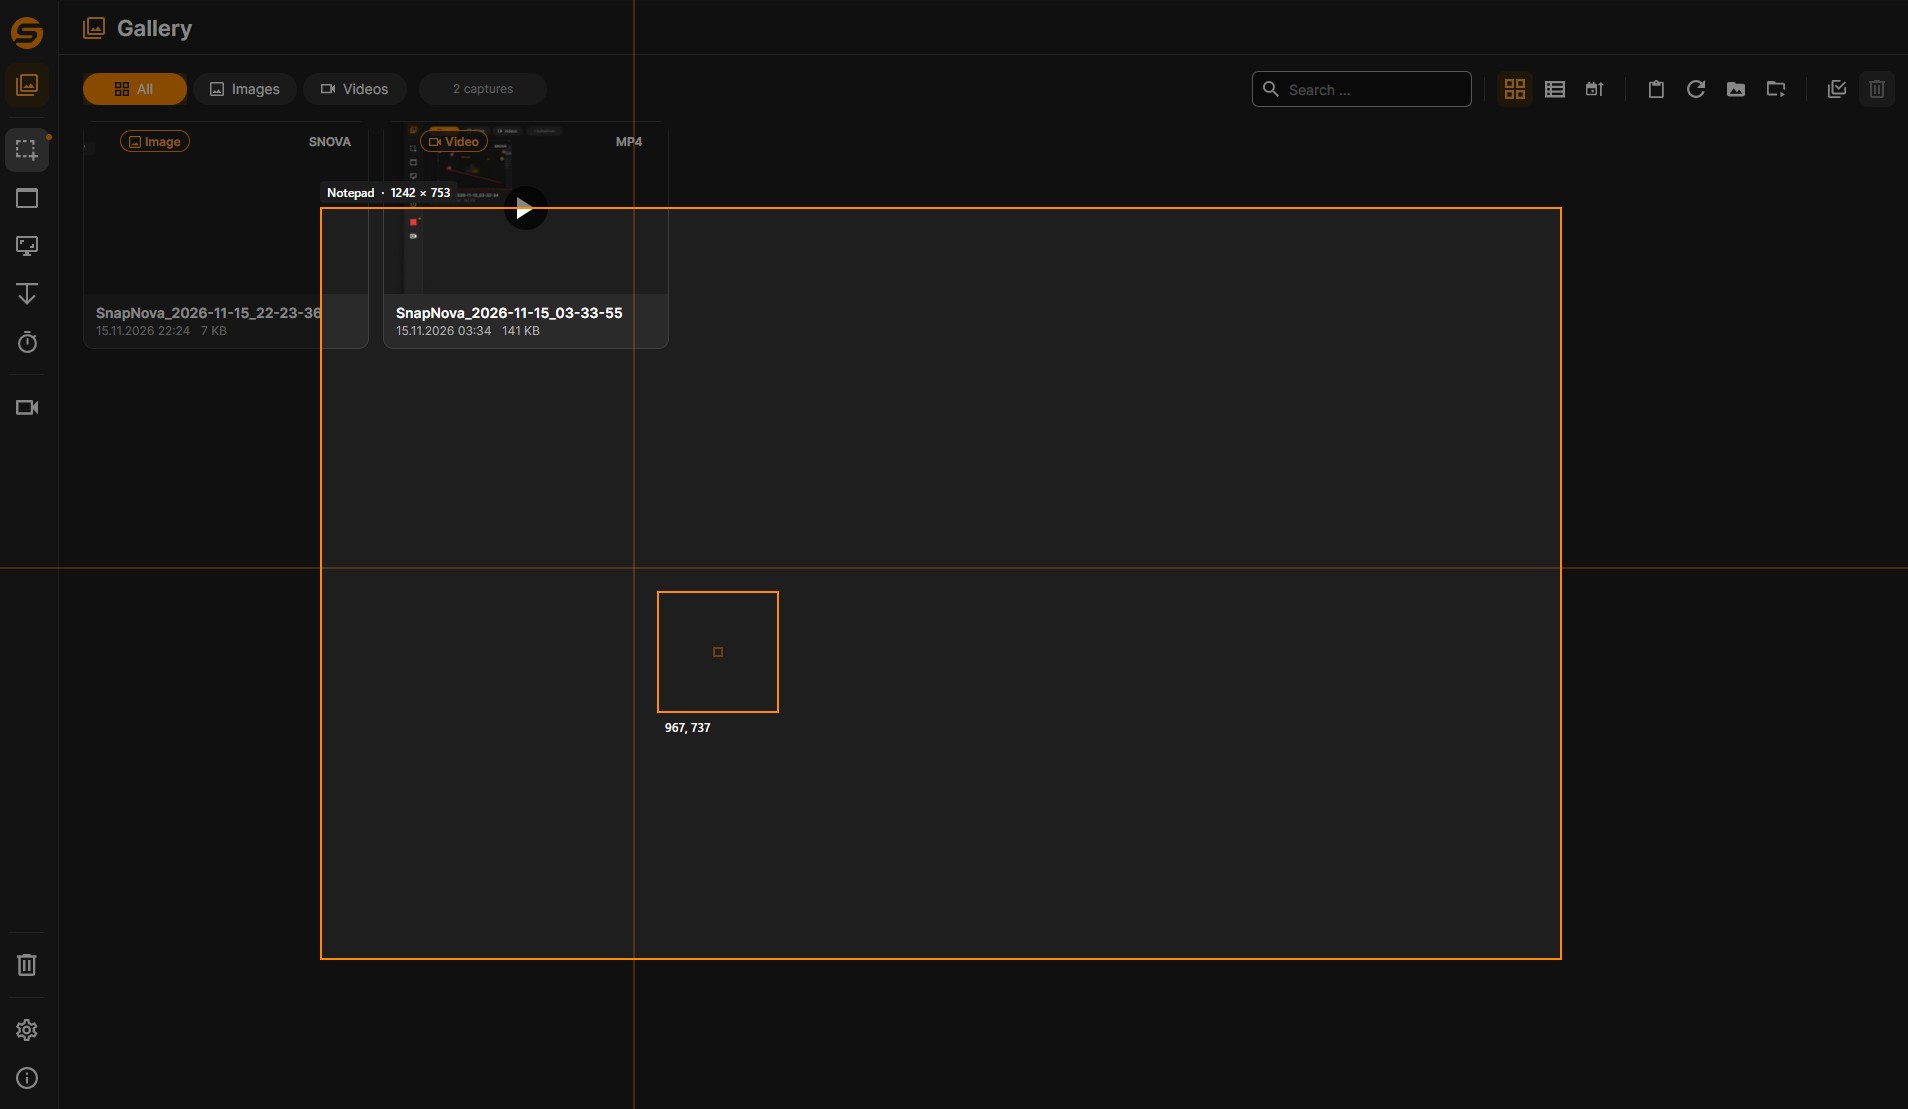 Gallery
All
Images
Videos
2 captures
Search ...
Image
SNOVA
Video
MP4
Notepad · 1242 × 753
SnapNova_2026-11-15_22-23-36
15.11.2026 22:24 7 KB
SnapNova_2026-11-15_03-33-55
15.11.2026 03:34 141 KB
967, 737